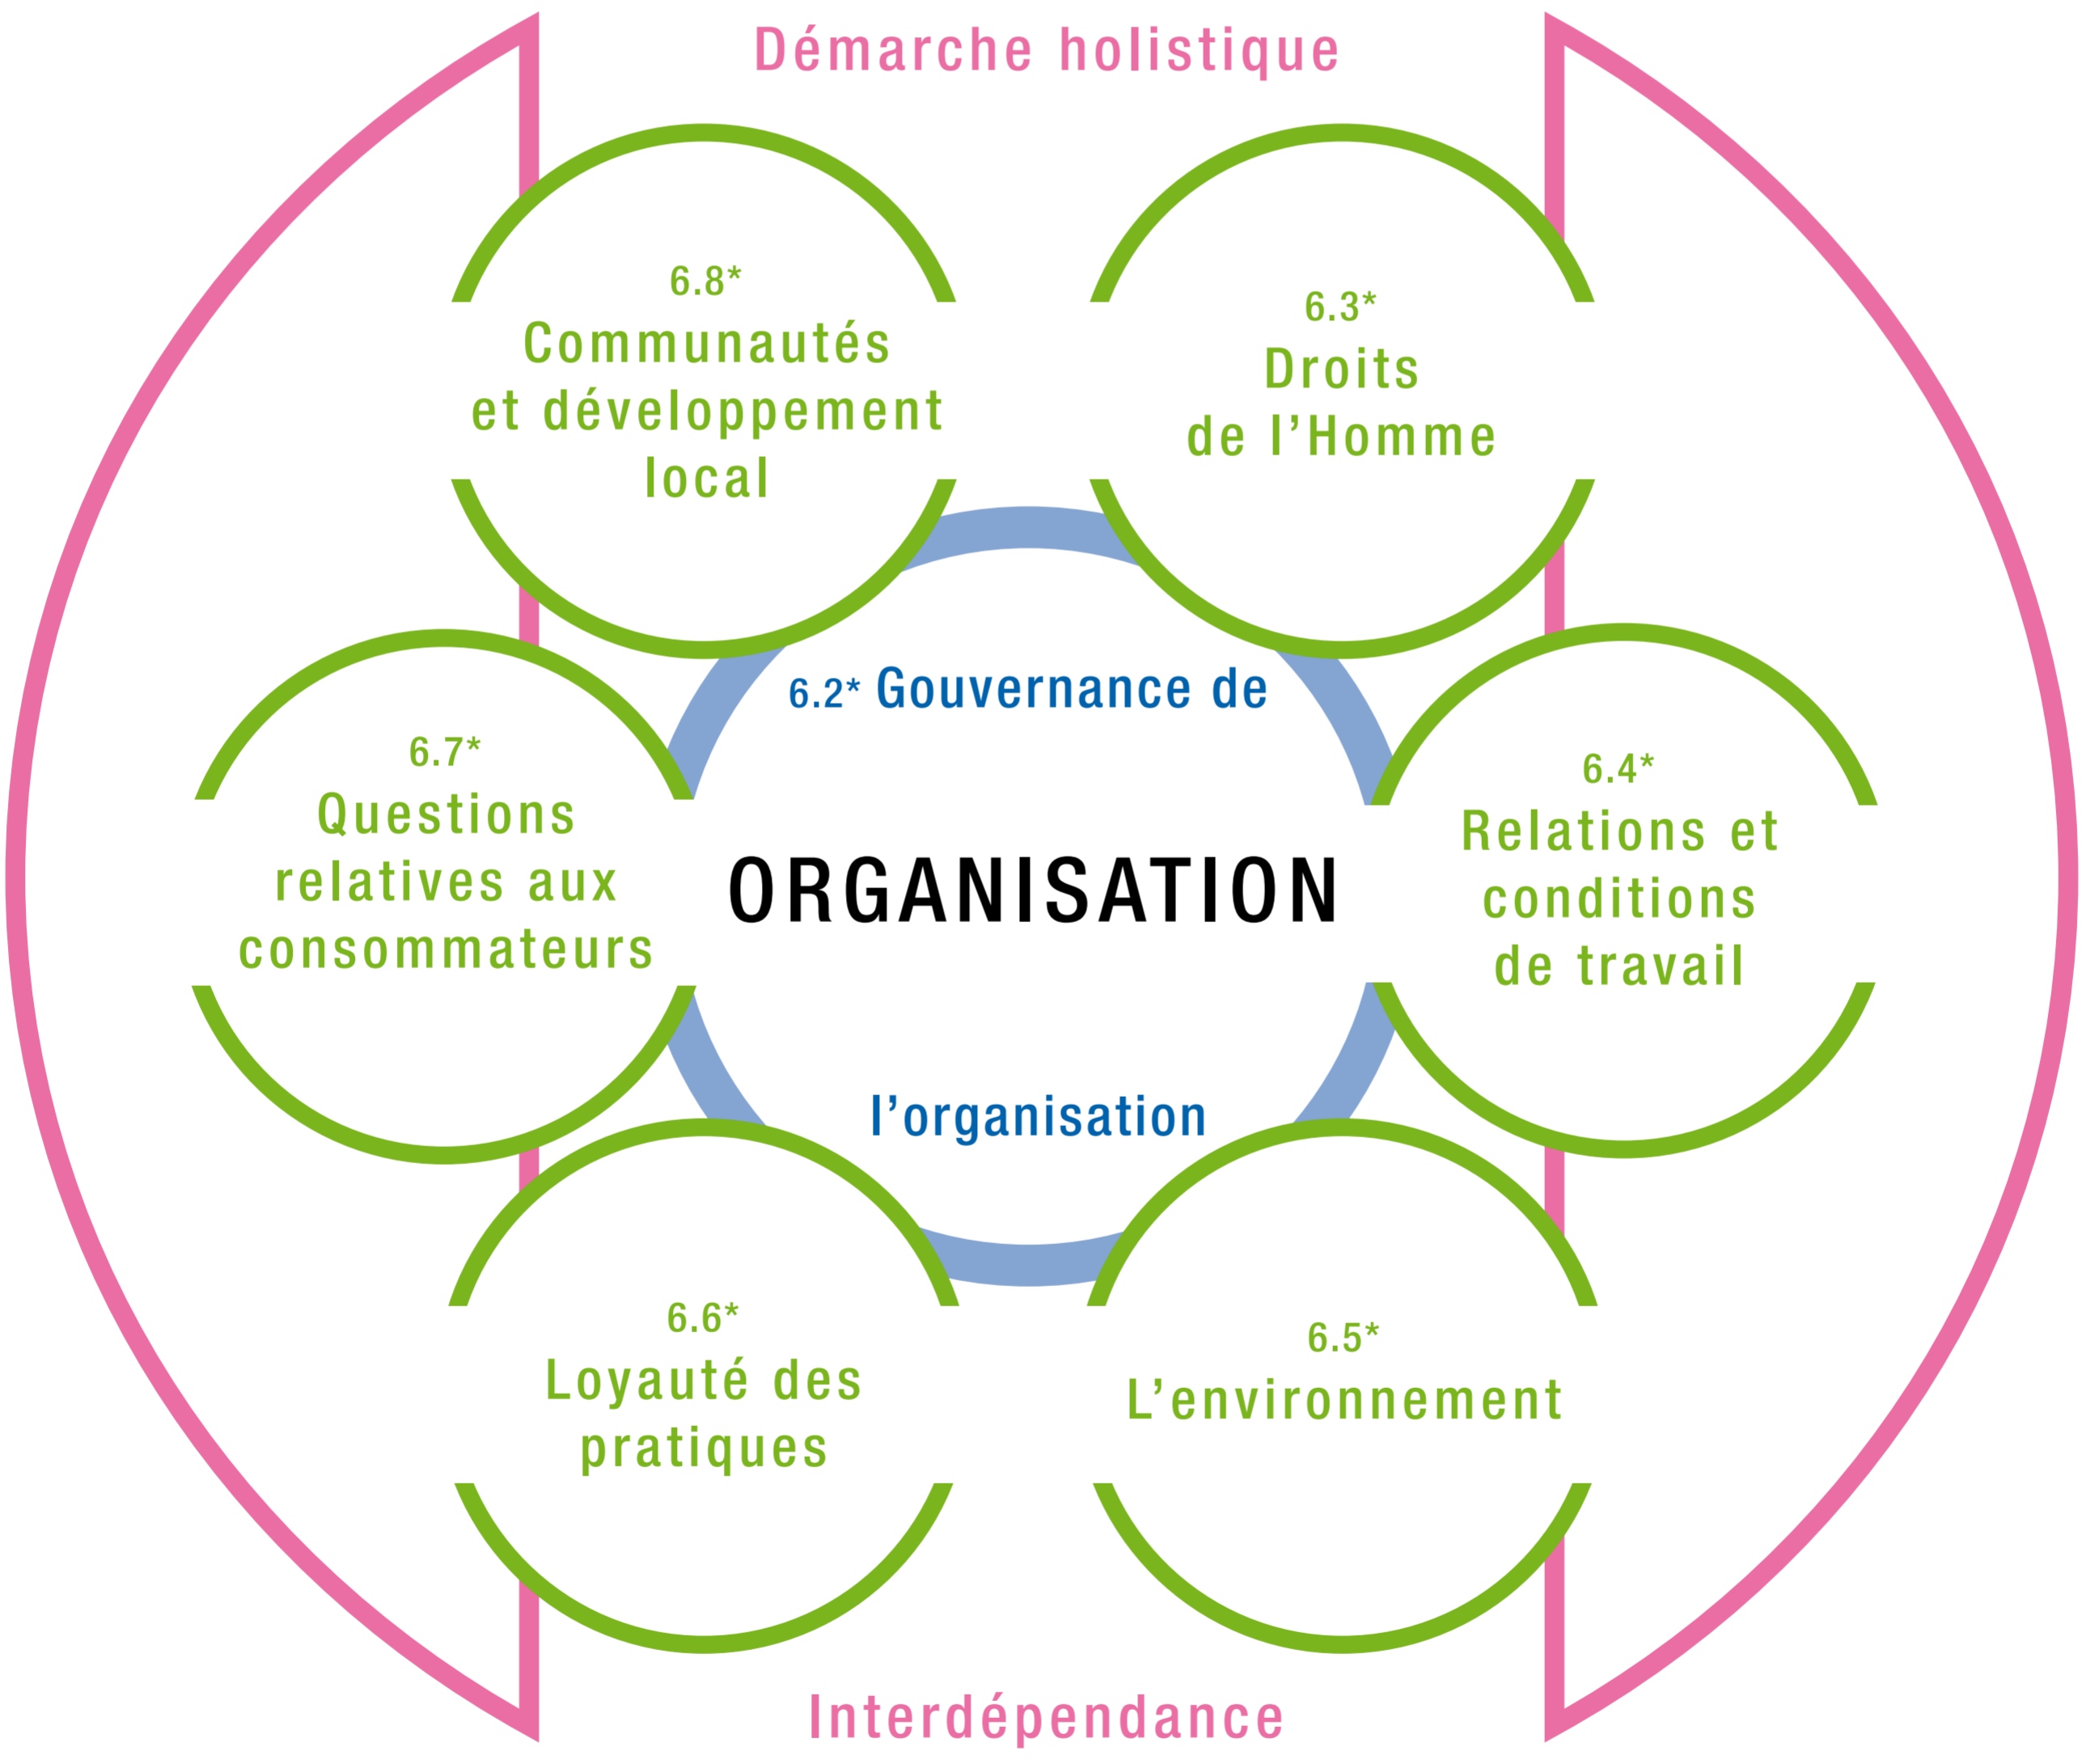 Démarche holistique
6.8*
Communautés
et développement
local
6.3*
Droits
de l’Homme
6.2* Gouvernance de
6.7*
Questions
relatives aux
consommateurs
ORGANISATION
6.4*
Relations et
conditions
de travail
l’organisation
6.6*
Loyauté des
pratiques
6.5*
L’environnement
Interdépendance